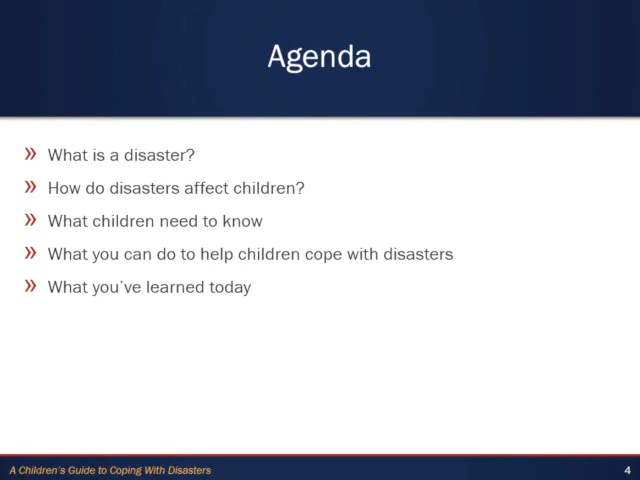 Agenda
» What is a disaster?
» How do disasters affect children?
» What children need to know
» What you can do to help children cope with disasters
» What you've learned today
A Children's Guide to Coping With Disasters
4